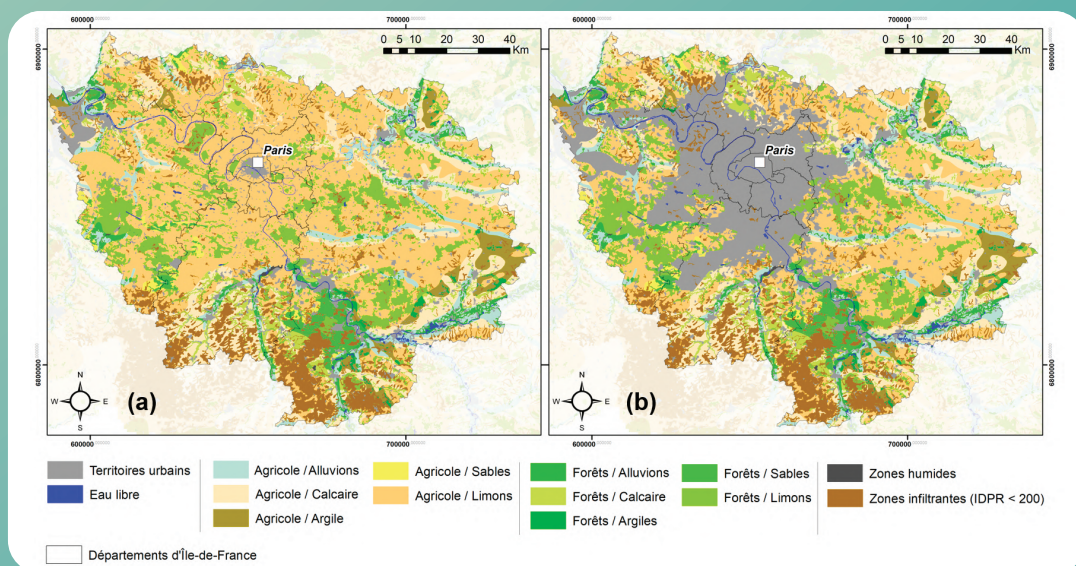 600000 700000 600000 700000
0 5 10 20 30 40 Km
0 5 10 20 30 40 Km
6900000
6800000
6900000
6800000
Paris
Paris
N
W E
S
(a)
N
W E
S
(b)
600000 700000 600000 700000
Territoires urbains
Eau libre
Agricole / Alluvions
Agricole / Calcaire
Agricole / Argile
Agricole / Sables
Agricole / Limons
Forêts / Alluvions
Forêts / Calcaire
Forêts / Argiles
Forêts / Sables
Forêts / Limons
Zones humides
Zones infiltrantes (IDPR < 200)
Départements d'Île-de-France